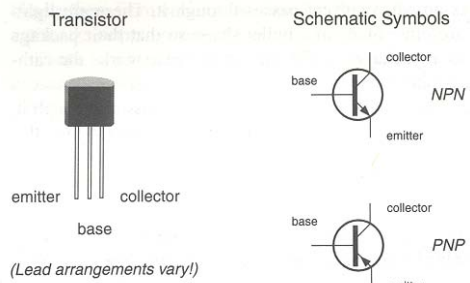 Transistor
emitter
collector
base
(Lead arrangements vary!)
Schematic Symbols
collector
base
NPN
emitter
collector
base
PNP